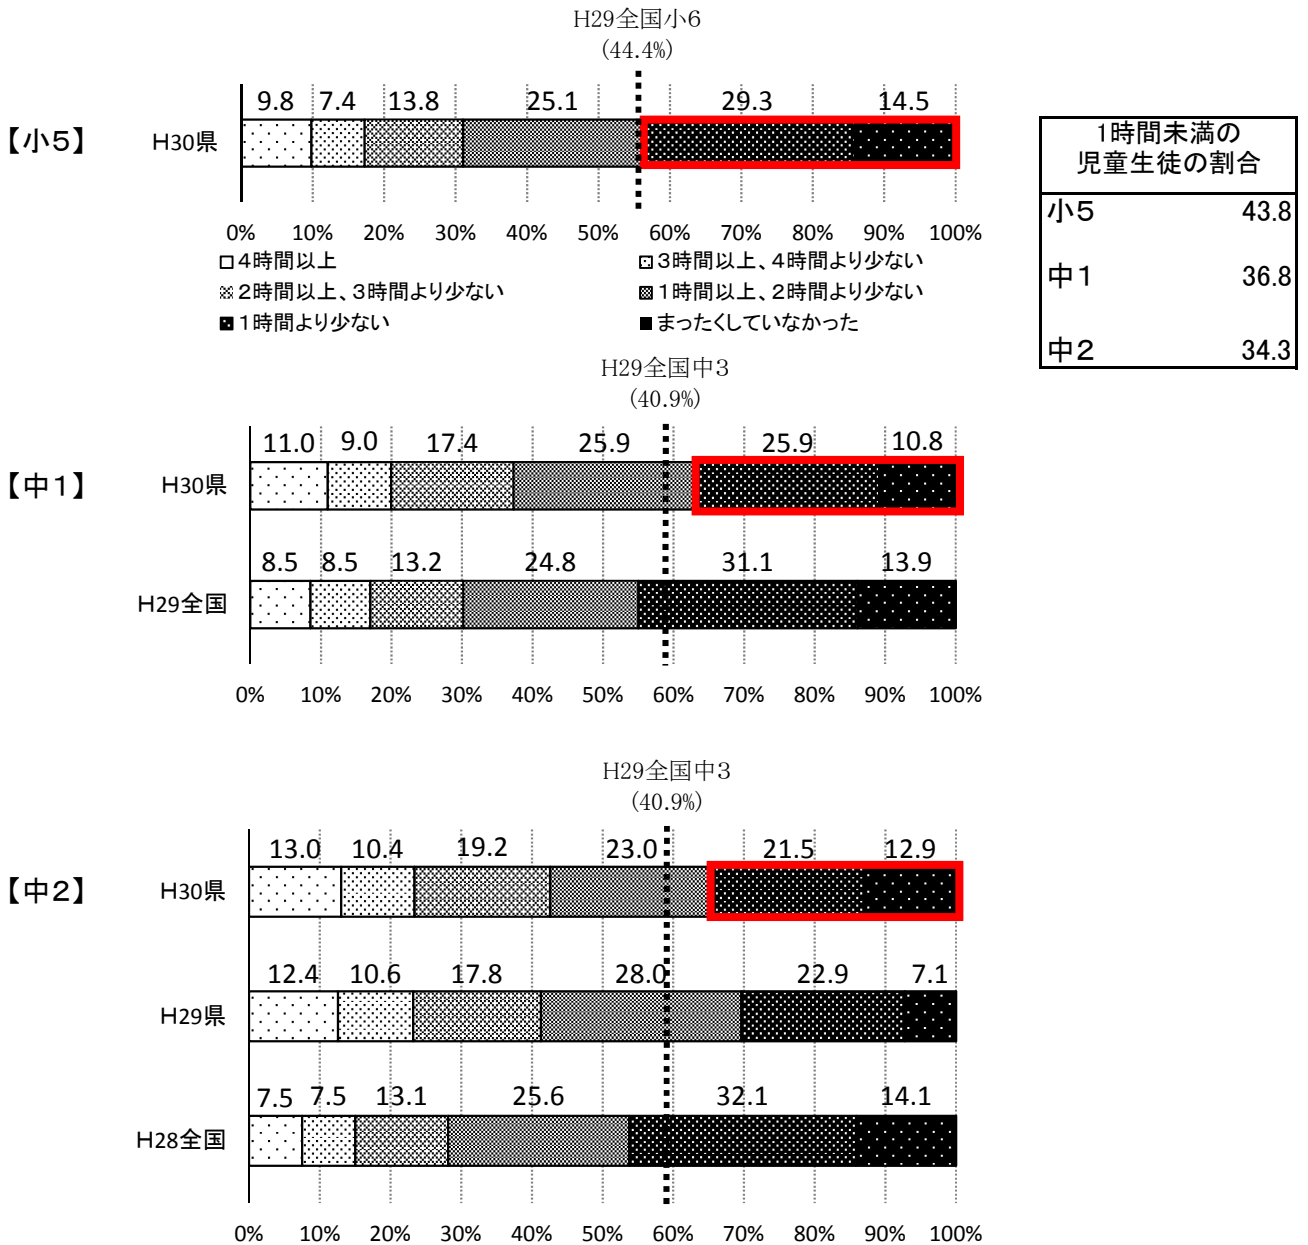 H29全国小6
(44.4%)
9.8 7.4 13.8 25.1 29.3 14.5
【小5】 H30県
0% 10% 20% 30% 40% 50% 60% 70% 80% 90% 100%
4時間以上 3時間以上、4時間より少ない
2時間以上、3時間より少ない 1時間以上、2時間より少ない
1時間より少ない まったくしていなかった
1時間未満の
児童生徒の割合
小5 43.8
中1 36.8
中2 34.3
H29全国中3
(40.9%)
11.0 9.0 17.4 25.9 25.9 10.8
【中1】 H30県
8.5 8.5 13.2 24.8 31.1 13.9
H29全国
0% 10% 20% 30% 40% 50% 60% 70% 80% 90% 100%
H29全国中3
(40.9%)
13.0 10.4 19.2 23.0 21.5 12.9
【中2】 H30県
12.4 10.6 17.8 28.0 22.9 7.1
H29県
7.5 7.5 13.1 25.6 32.1 14.1
H28全国
0% 10% 20% 30% 40% 50% 60% 70% 80% 90% 100%